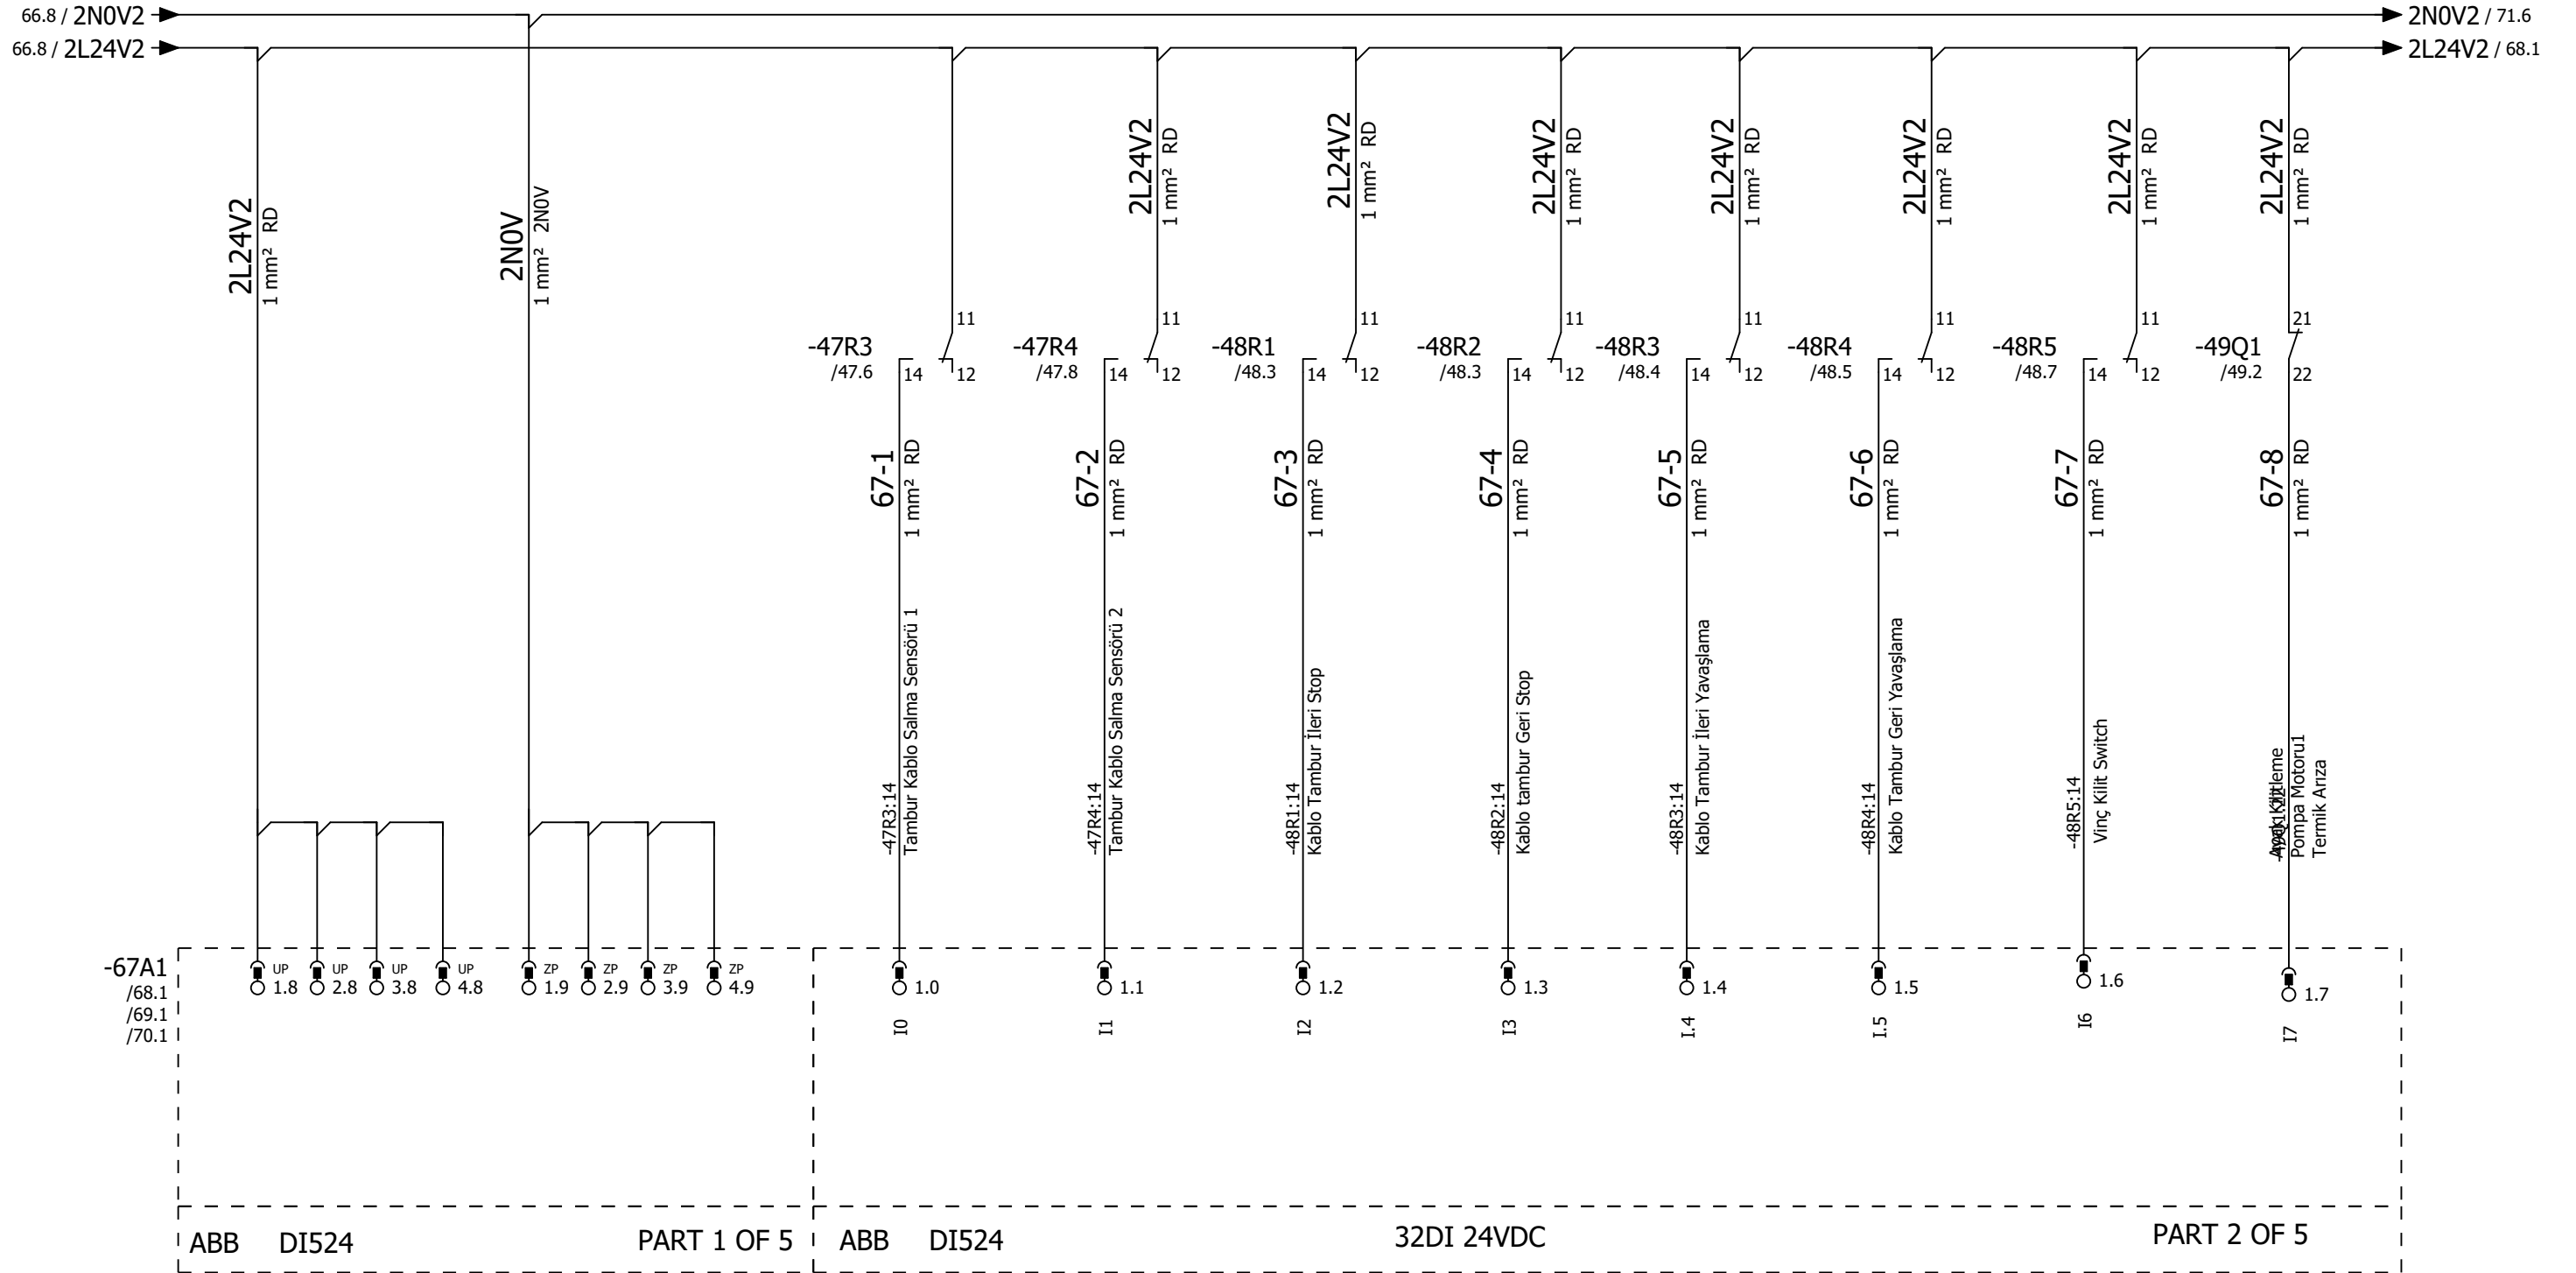 66.8 / 2N0V2
2N0V2 / 71.6
66.8 / 2L24V2
2L24V2 / 68.1
2L24V2
1 mm² RD
2N0V
1 mm² 2N0V
2L24V2
1 mm² RD
2L24V2
1 mm² RD
2L24V2
1 mm² RD
2L24V2
1 mm² RD
2L24V2
1 mm² RD
2L24V2
1 mm² RD
2L24V2
1 mm² RD
-47R3
/47.6
11
14
12
-47R4
/47.8
11
14
12
-48R1
/48.3
11
14
12
-48R2
/48.3
11
14
12
-48R3
/48.4
11
14
12
-48R4
/48.5
11
14
12
-48R5
/48.7
11
14
12
-49Q1
/49.2
21
22
67-1
1 mm² RD
67-2
1 mm² RD
67-3
1 mm² RD
67-4
1 mm² RD
67-5
1 mm² RD
67-6
1 mm² RD
67-7
1 mm² RD
67-8
1 mm² RD
-47R3:14
Tambur Kablo Salma Sensörü 1
-47R4:14
Tambur Kablo Salma Sensörü 2
-48R1:14
Kablo Tambur İleri Stop
-48R2:14
Kablo tambur Geri Stop
-48R3:14
Kablo Tambur İleri Yavaşlama
-48R4:14
Kablo Tambur Geri Yavaşlama
-48R5:14
Vinç Kilit Switch
Pompa Motoru1
Termik Arıza
-67A1
/68.1
/69.1
/70.1
UP
1.8
UP
2.8
UP
3.8
UP
4.8
ZP
1.9
ZP
2.9
ZP
3.9
ZP
4.9
1.0
I0
1.1
I1
1.2
I2
1.3
I3
1.4
I.4
1.5
I.5
1.6
I6
1.7
I7
ABB DI524 PART 1 OF 5
ABB DI524 32DI 24VDC PART 2 OF 5